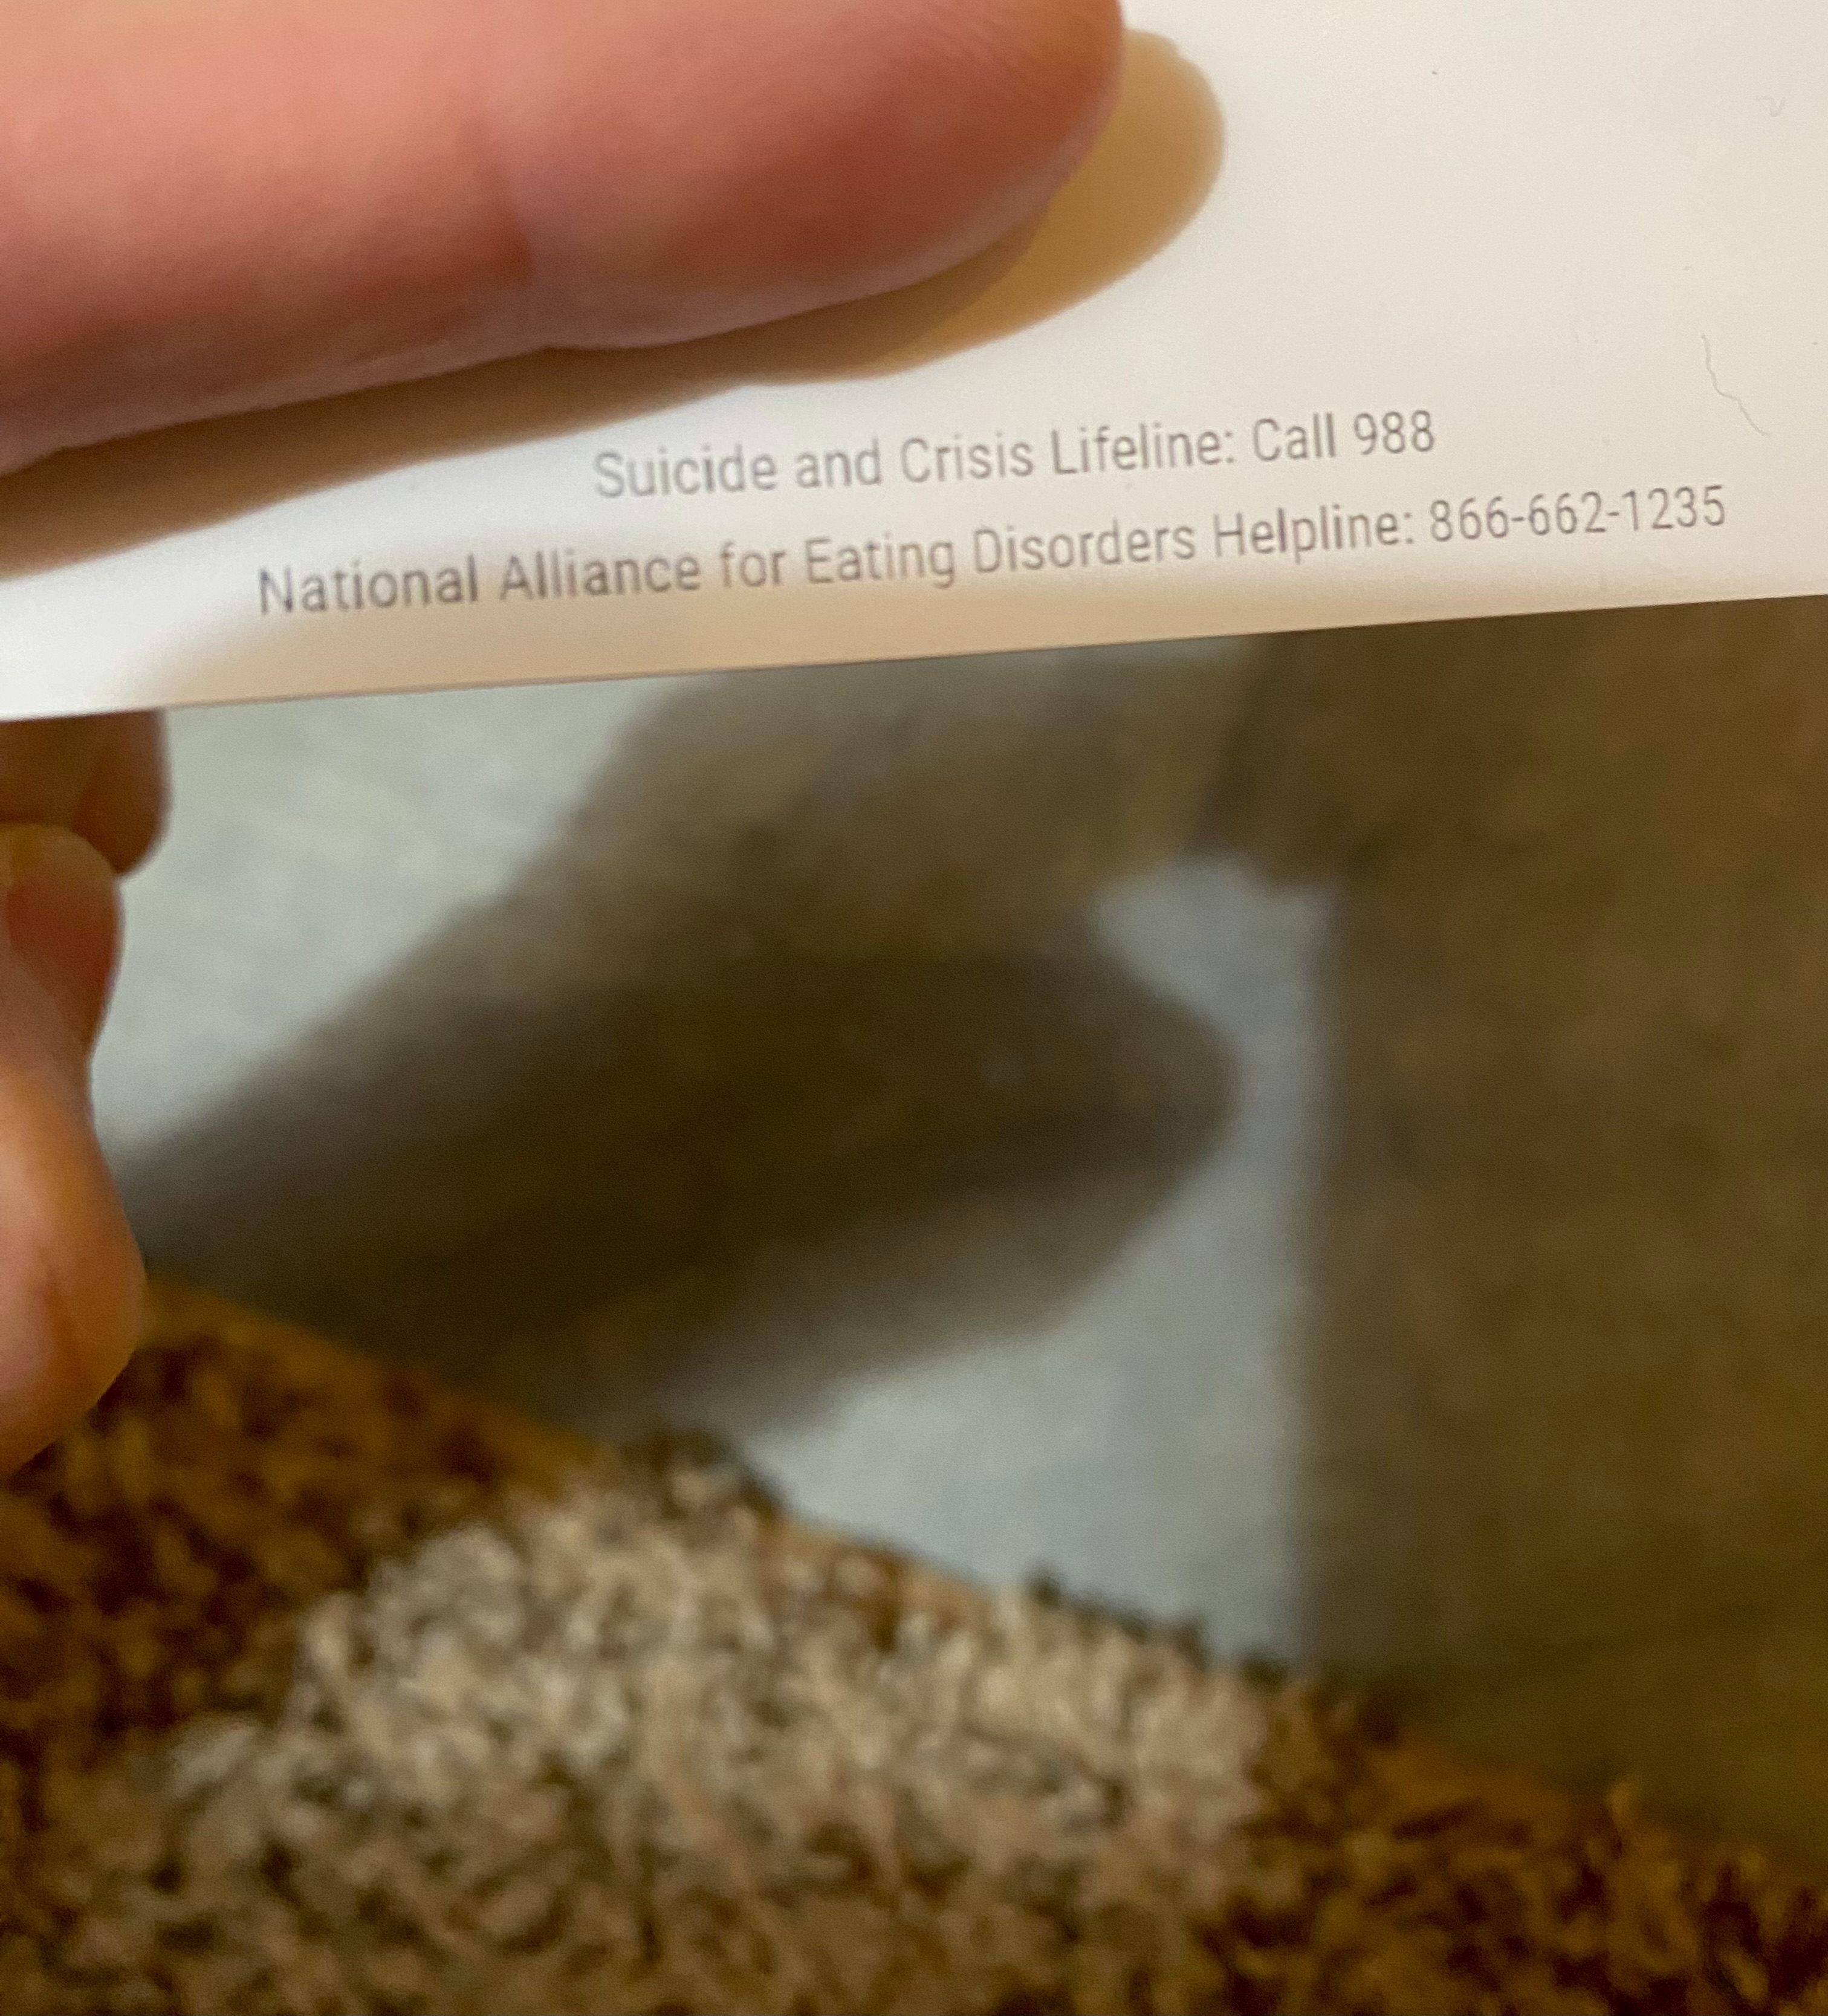 Suicide and Crisis Lifeline: Call 988
National Alliance for Eating Disorders Helpline: 866-662-1235